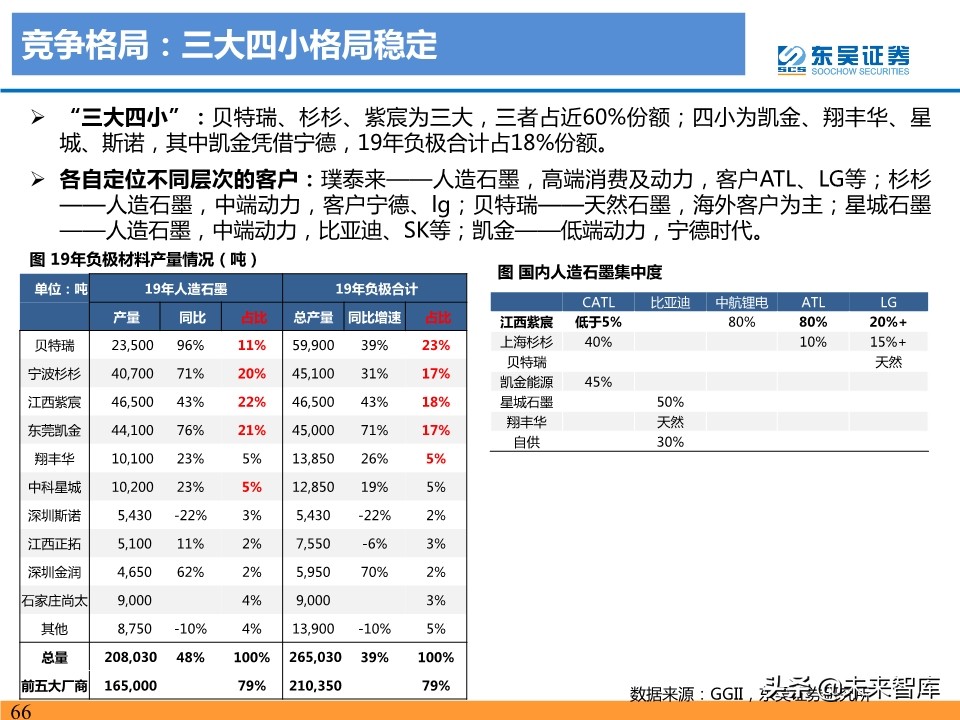 竞争格局：三大四小格局稳定
东吴证券
SCS SOOCHOW SECURITIES
➢ “三大四小”：贝特瑞、杉杉、紫宸为三大，三者占近60%份额；四小为凯金、翔丰华、星
城、斯诺，其中凯金凭借宁德，19年负极合计占18%份额。
➢ 各自定位不同层次的客户：璞泰来——人造石墨，高端消费及动力，客户ATL、LG等；杉杉
——人造石墨，中端动力，客户宁德、lg；贝特瑞——天然石墨，海外客户为主；星城石墨
——人造石墨，中端动力，比亚迪、SK等；凯金——低端动力，宁德时代。
图 19年负极材料产量情况（吨）
单位：吨 19年人造石墨 19年负极合计
产量 同比 占比 总产量 同比增速 占比
贝特瑞 23,500 96% 11% 59,900 39% 23%
宁波杉杉 40,700 71% 20% 45,100 31% 17%
江西紫宸 46,500 43% 22% 46,500 43% 18%
东莞凯金 44,100 76% 21% 45,000 71% 17%
翔丰华 10,100 23% 5% 13,850 26% 5%
中科星城 10,200 23% 5% 12,850 19% 5%
深圳斯诺 5,430 -22% 3% 5,430 -22% 2%
江西正拓 5,100 11% 2% 7,550 -6% 3%
深圳金润 4,650 62% 2% 5,950 70% 2%
石家庄尚太 9,000 4% 9,000 3%
其他 8,750 -10% 4% 13,900 -10% 5%
总量 208,030 48% 100% 265,030 39% 100%
前五大厂商 165,000 79% 210,350 79%
图 国内人造石墨集中度
CATL 比亚迪 中航锂电 ATL LG
江西紫宸 低于5% 80% 80% 20%+
上海杉杉 40% 10% 15%+
贝特瑞 天然
凯金能源 45%
星城石墨 50%
翔丰华 天然
自供 30%
数据来源：GGII，东吴证券研究所
头条@未来智库
66